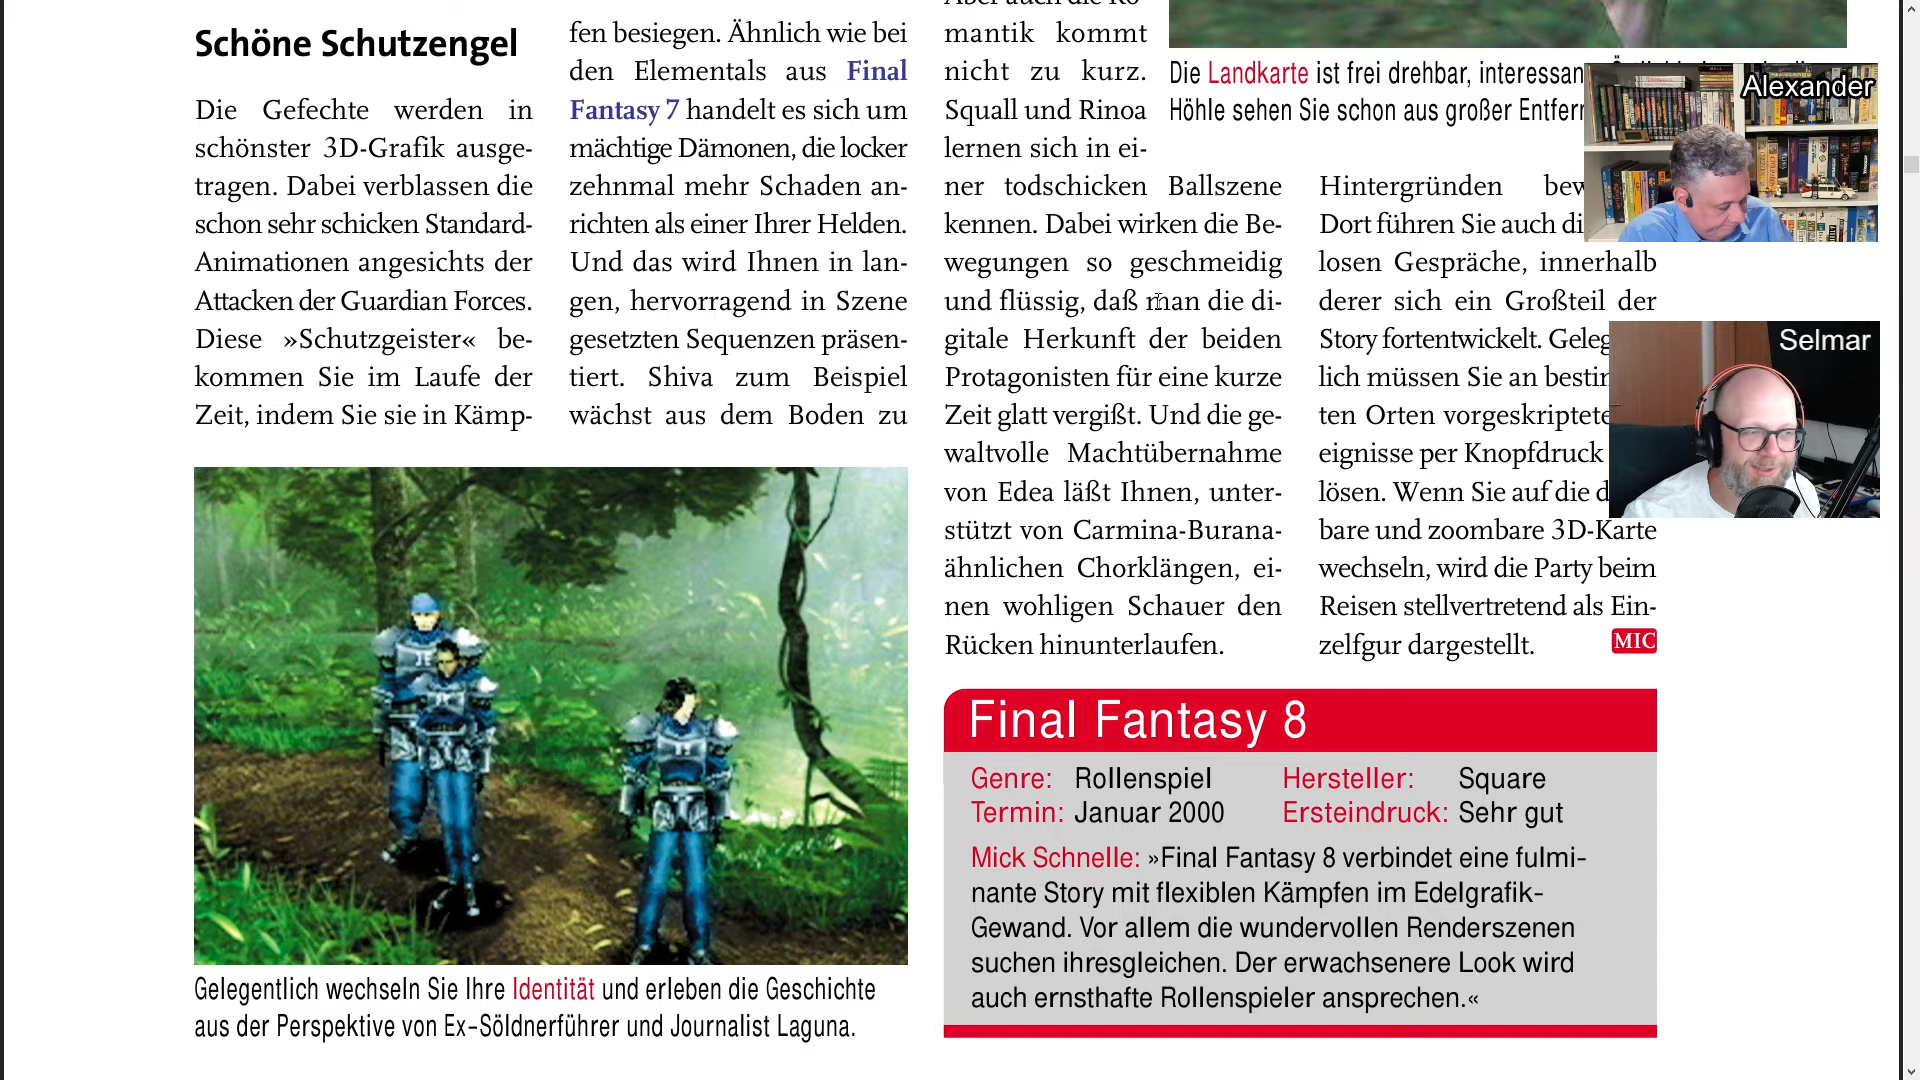 Schöne Schutzengel
Die Gefechte werden in
schönster 3D-Grafik ausge-
tragen. Dabei verblassen die
schon sehr schicken Standard-
Animationen angesichts der
Attacken der Guardian Forces.
Diese »Schutzgeister« be-
kommen Sie im Laufe der
Zeit, indem Sie sie in Kämp-
fen besiegen. Ähnlich wie bei
den Elementals aus Final
Fantasy 7 handelt es sich um
mächtige Dämonen, die locker
zehnmal mehr Schaden an-
richten als einer Ihrer Helden.
Und das wird Ihnen in lan-
gen, hervorragend in Szene
gesetzten Sequenzen präsen-
tiert. Shiva zum Beispiel
wächst aus dem Boden zu
Gelegentlich wechseln Sie Ihre Identität und erleben die Geschichte
aus der Perspektive von Ex-Söldnerführer und Journalist Laguna.
Aber auch die Ro-
mantik kommt
nicht zu kurz.
Squall und Rinoa
lernen sich in ei-
ner todschicken Ballszene
kennen. Dabei wirken die Be-
wegungen so geschmeidig
und flüssig, daß man die di-
gitale Herkunft der beiden
Protagonisten für eine kurze
Zeit glatt vergißt. Und die ge-
waltvolle Machtübernahme
von Edea läßt Ihnen, unter-
stützt von Carmina-Burana-
ähnlichen Chorklängen, ei-
nen wohligen Schauer den
Rücken hinunterlaufen.
Die Landkarte ist frei drehbar, interessan
Höhle sehen Sie schon aus großer Entfern
Hintergründen bew
Dort führen Sie auch di
losen Gespräche, innerhalb
derer sich ein Großteil der
Story fortentwickelt. Geleg
lich müssen Sie an bestim
ten Orten vorgeskriptete
eignisse per Knopfdruck
lösen. Wenn Sie auf die d
bare und zoombare 3D-Karte
wechseln, wird die Party beim
Reisen stellvertretend als Ein-
zelfgur dargestellt. MIC
Alexander
Selmar
Final Fantasy 8
Genre: Rollenspiel Hersteller: Square
Termin: Januar 2000 Ersteindruck: Sehr gut
Mick Schnelle: »Final Fantasy 8 verbindet eine fulmi-
nante Story mit flexiblen Kämpfen im Edelgrafik-
Gewand. Vor allem die wundervollen Renderszenen
suchen ihresgleichen. Der erwachsenere Look wird
auch ernsthafte Rollenspieler ansprechen.«